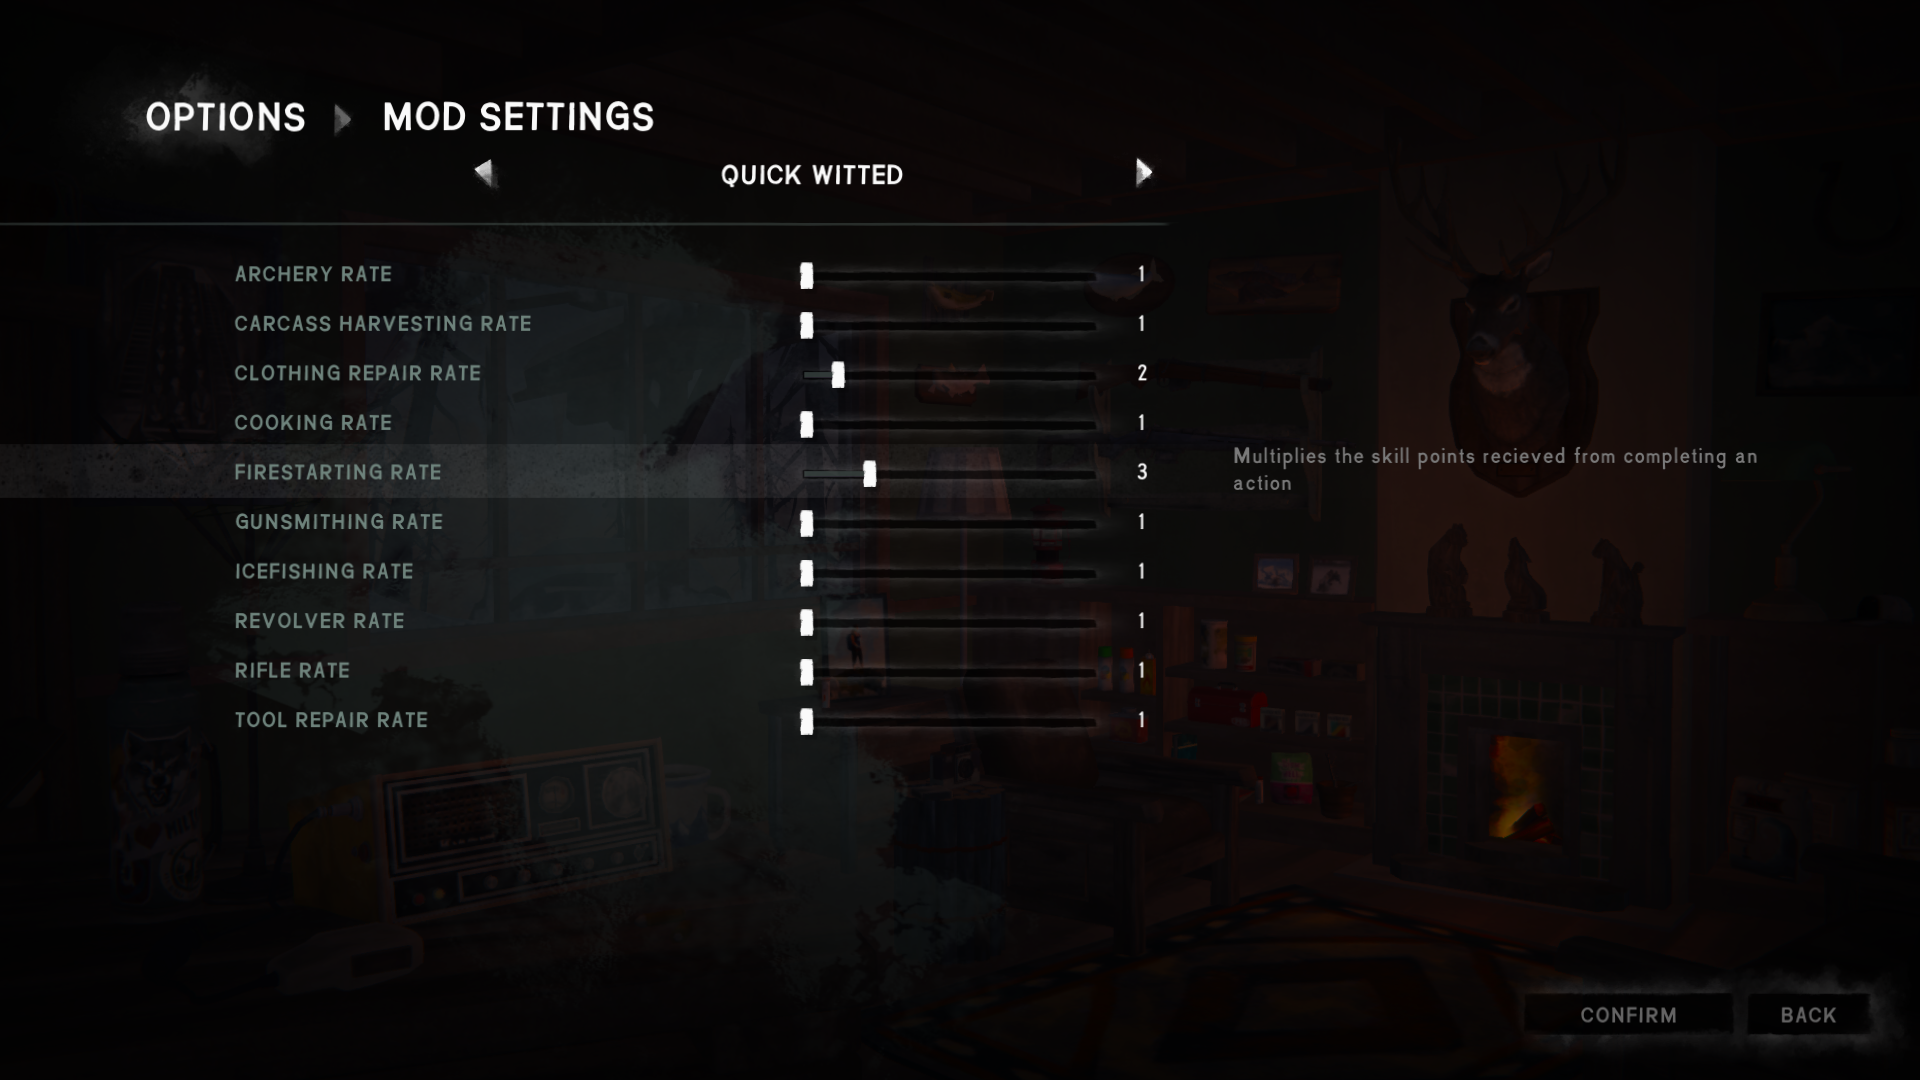 OPTIONS MOD SETTINGS
QUICK WITTED
ARCHERY RATE 1
CARCASS HARVESTING RATE 1
CLOTHING REPAIR RATE 2
COOKING RATE 1
FIRESTARTING RATE 3
Multiplies the skill points recieved from completing an
action
GUNSMITHING RATE 1
ICEFISHING RATE 1
REVOLVER RATE 1
RIFLE RATE 1
TOOL REPAIR RATE 1
CONFIRM BACK